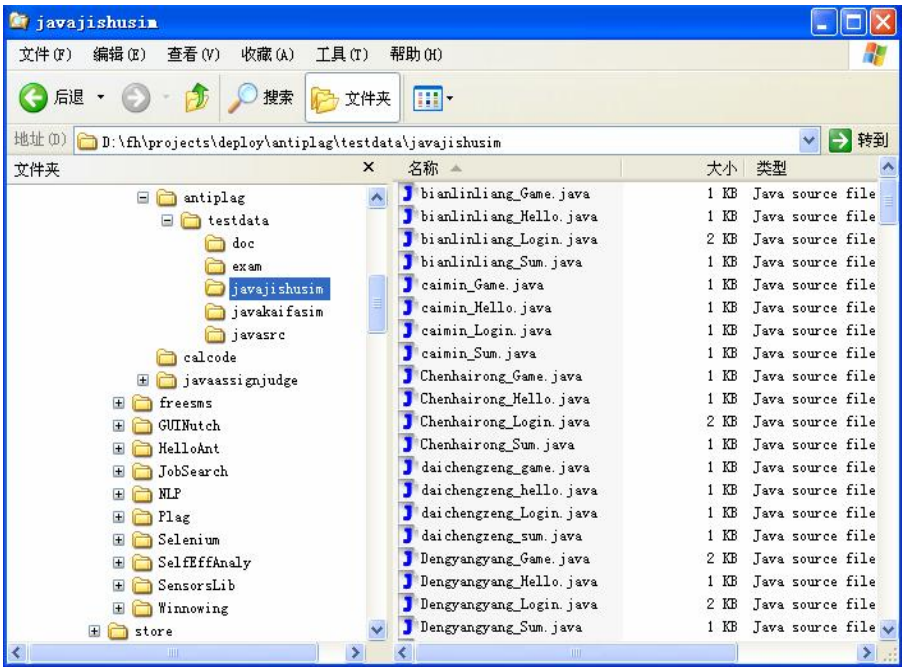 javajishusim
文件(F) 编辑(E) 查看(V) 收藏(A) 工具(T) 帮助(H)
后退 搜索 文件夹
地址(D) D:\fh\projects\deploy\antiplag\testdata\javajishusim 转到
文件夹
antiplag
testdata
doc
exam
javajishusim
javakaifasim
javasrc
calcode
javaassignjudge
freesms
GUINutch
HelloAnt
JobSearch
NLP
Plag
Selenium
SelfEffAnaly
SensorsLib
Winnowing
store
名称 大小 类型
bianlinliang_Game.java 1 KB Java source file
bianlinliang_Hello.java 1 KB Java source file
bianlinliang_Login.java 2 KB Java source file
bianlinliang_Sum.java 1 KB Java source file
caimin_Game.java 1 KB Java source file
caimin_Hello.java 1 KB Java source file
caimin_Login.java 1 KB Java source file
caimin_Sum.java 1 KB Java source file
Chenhairong_Game.java 1 KB Java source file
Chenhairong_Hello.java 1 KB Java source file
Chenhairong_Login.java 2 KB Java source file
Chenhairong_Sum.java 1 KB Java source file
daichengzeng_game.java 1 KB Java source file
daichengzeng_hello.java 1 KB Java source file
daichengzeng_Login.java 1 KB Java source file
daichengzeng_sum.java 1 KB Java source file
Dengyangyang_Game.java 2 KB Java source file
Dengyangyang_Hello.java 1 KB Java source file
Dengyangyang_Login.java 2 KB Java source file
Dengyangyang_Sum.java 1 KB Java source file